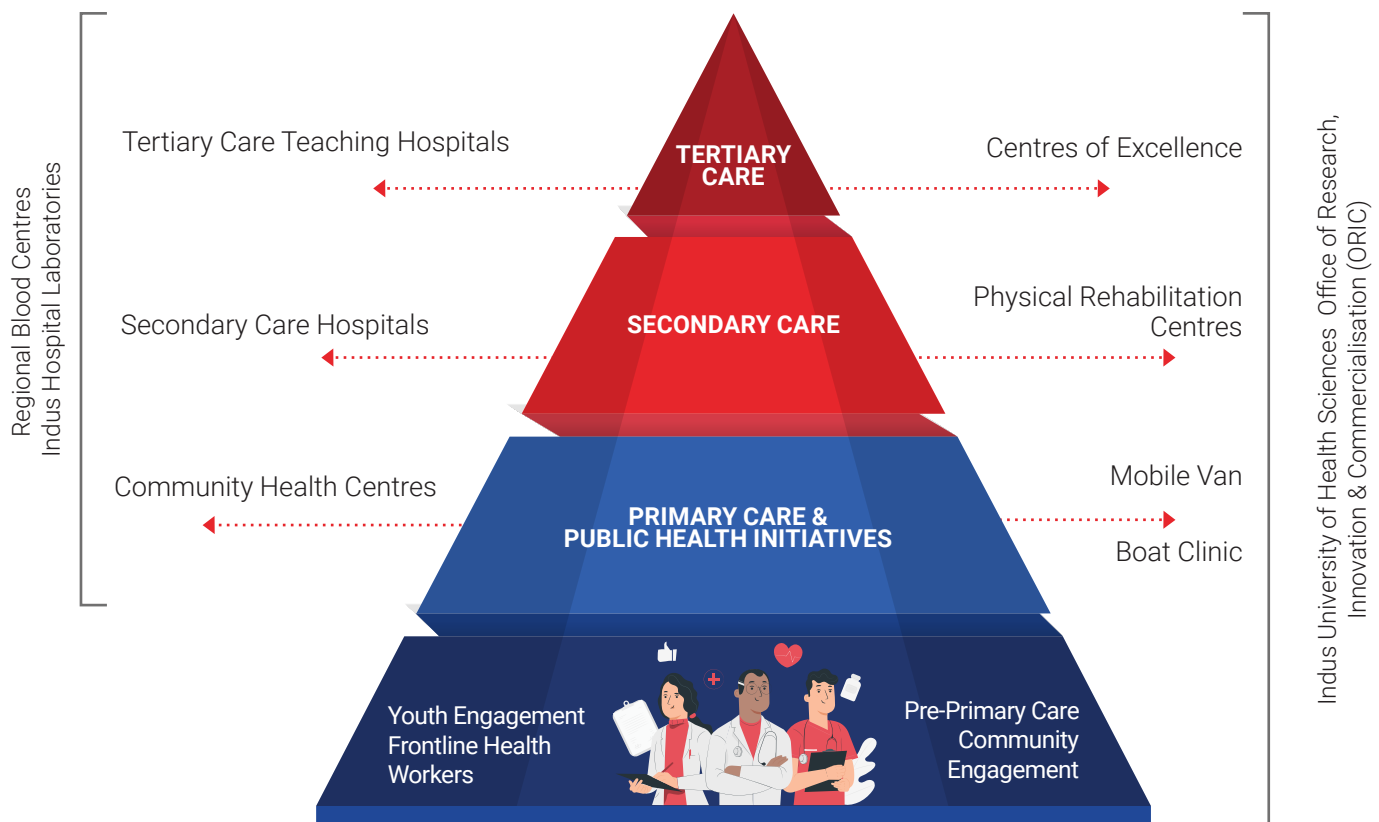 Regional Blood Centres
Indus Hospital Laboratories
Tertiary Care Teaching Hospitals
TERTIARY
CARE
Centres of Excellence
Secondary Care Hospitals
SECONDARY CARE
Physical Rehabilitation
Centres
Community Health Centres
PRIMARY CARE &
PUBLIC HEALTH INITIATIVES
Mobile Van
Boat Clinic
Youth Engagement
Frontline Health
Workers
Pre-Primary Care
Community
Engagement
Indus University of Health Sciences Office of Research,
Innovation & Commercialisation (ORIC)